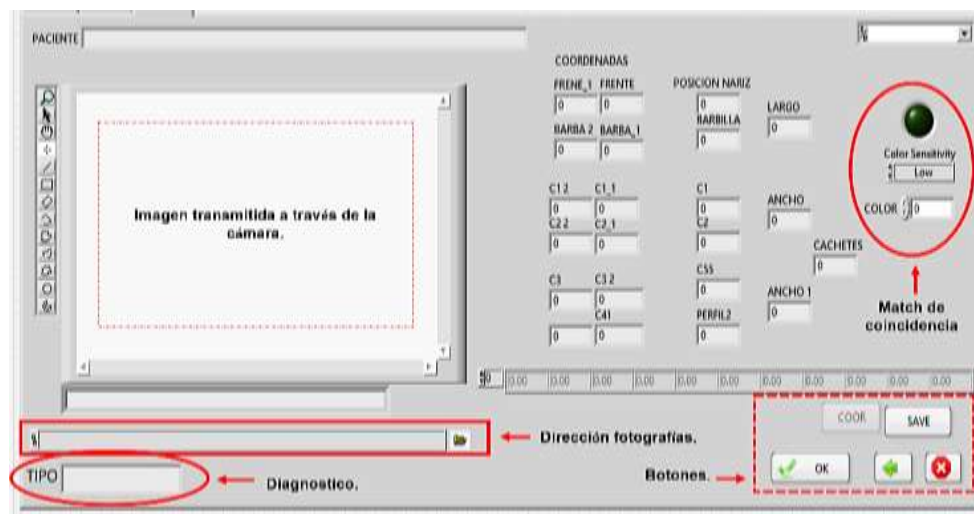 PACIENTE
COORDENADAS
FRENE_1 FRENTE POSICION NARIZ
0 0 0
BARBILLA LARGO
BARBA 2 BARBA_1 0 0
0 0
Color Sensitivity
Low
C1 2 C1_1 C1 ANCHO
0 0 0 0
COLOR 0
C2 2 C2_1 C2
0 0 0
CACHETES
0
C3 C3 2 C55 ANCHO 1
0 0 0 0
C41 PERFIL2
0 0 0
Imagen transmitida a través de la
cámara.
Match de
coincidencia
0 0.00 0.00 0.00 0.00 0.00 0.00 0.00 0.00 0.00 0.00 0.00
COOR SAVE
Dirección fotografías.
OK
Botones.
TIPO
Diagnostico.